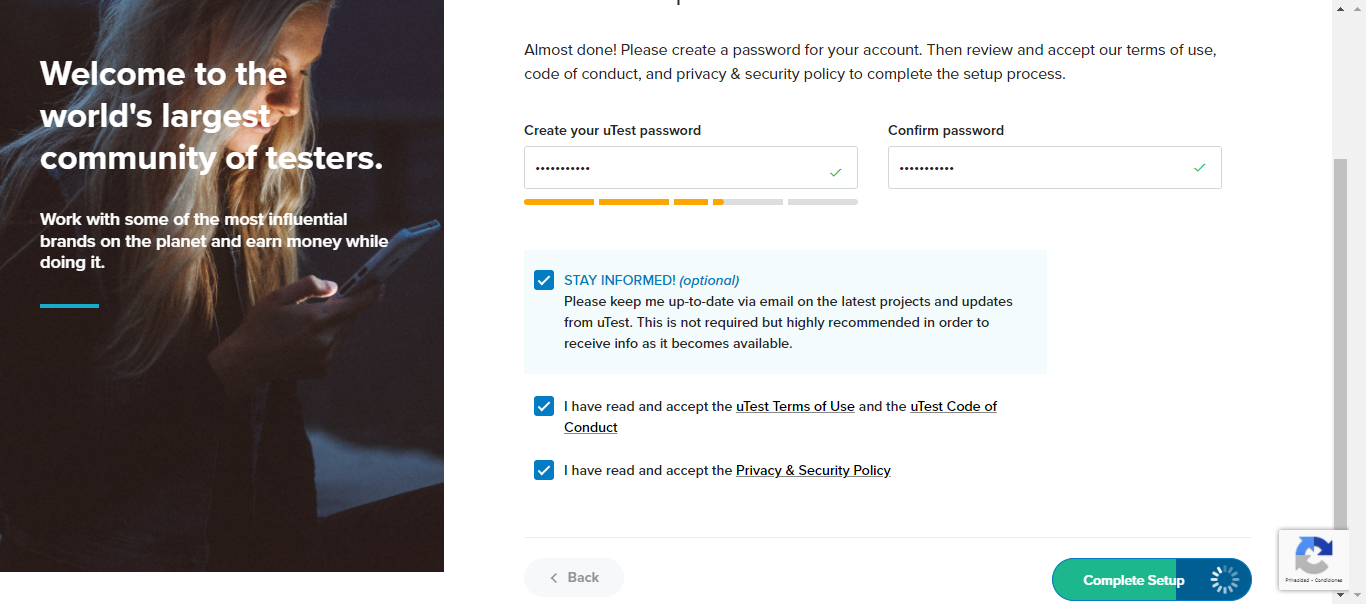 Welcome to the
world's largest
community of testers.
Work with some of the most influential
brands on the planet and earn money while
doing it.
Almost done! Please create a password for your account. Then review and accept our terms of use,
code of conduct, and privacy & security policy to complete the setup process.
Create your uTest password
Confirm password
STAY INFORMED! (optional)
Please keep me up-to-date via email on the latest projects and updates
from uTest. This is not required but highly recommended in order to
receive info as it becomes available.
I have read and accept the uTest Terms of Use and the uTest Code of
Conduct
I have read and accept the Privacy & Security Policy
Back
Complete Setup
Privacidad - Condiciones